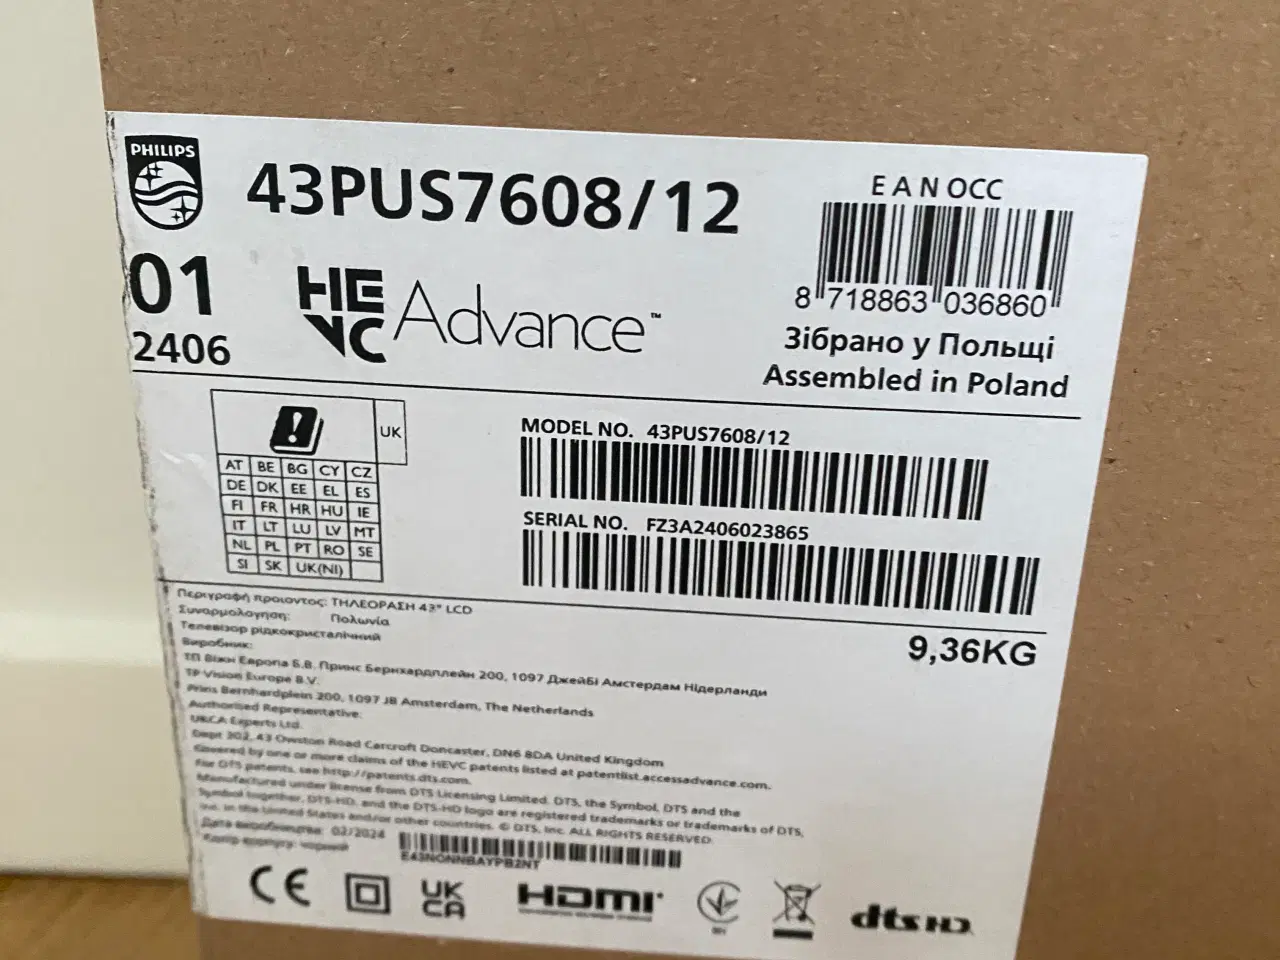 PHILIPS
43PUS7608/12
EAN OCC
8 718863 036860
01
2406
HEVC Advance™
Зібрано у Польщі
Assembled in Poland
UK
AT BE BG CY CZ
DE DK EE EL ES
FI FR HR HU IE
IT LT LU LV MT
NL PL PT RO SE
SI SK UK(NI)
MODEL NO. 43PUS7608/12
SERIAL NO. FZ3A2406023865
9,36KG
Περιγραφή προιοντος: ΤΗΛΕΟΡΑΣΗ 43" LCD
Συναρμολογηση: Πολωνία
Телевізор рідкокристалічний
Виробник:
ТП Віжн Європа Б.В. Принс Бернхардплейн 200, 1097 ДжейБі Амстердам Нідерланди
TP Vision Europe B.V.
Prins Bernhardplein 200, 1097 JB Amsterdam, The Netherlands
Authorised Representative:
UKCA Experts Ltd.
Dept 302, 43 Owston Road Carcroft Doncaster, DN6 8DA United Kingdom
Covered by one or more claims of the HEVC patents listed at patentlist.accessadvance.com.
For DTS patents, see http://patents.dts.com.
Manufactured under license from DTS Licensing Limited. DTS, the Symbol, DTS and the
Symbol together, DTS-HD, and the DTS-HD logo are registered trademarks or trademarks of DTS,
Inc. in the United States and/or other countries. © DTS, Inc. ALL RIGHTS RESERVED.
Дата виробництва: 02/2024
Колір корпусу: чорний
E43NONNBAYPB2NT
CE
UK
CA
HDMI
dts HD